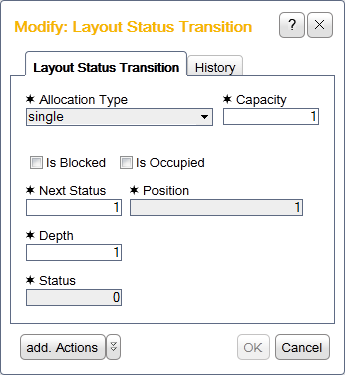 Modify: Layout Status Transition
?
Layout Status Transition History
✶ Allocation Type ✶ Capacity
single 1
Is Blocked Is Occupied
✶ Next Status ✶ Position
1 1
✶ Depth
1
✶ Status
0
add. Actions OK Cancel